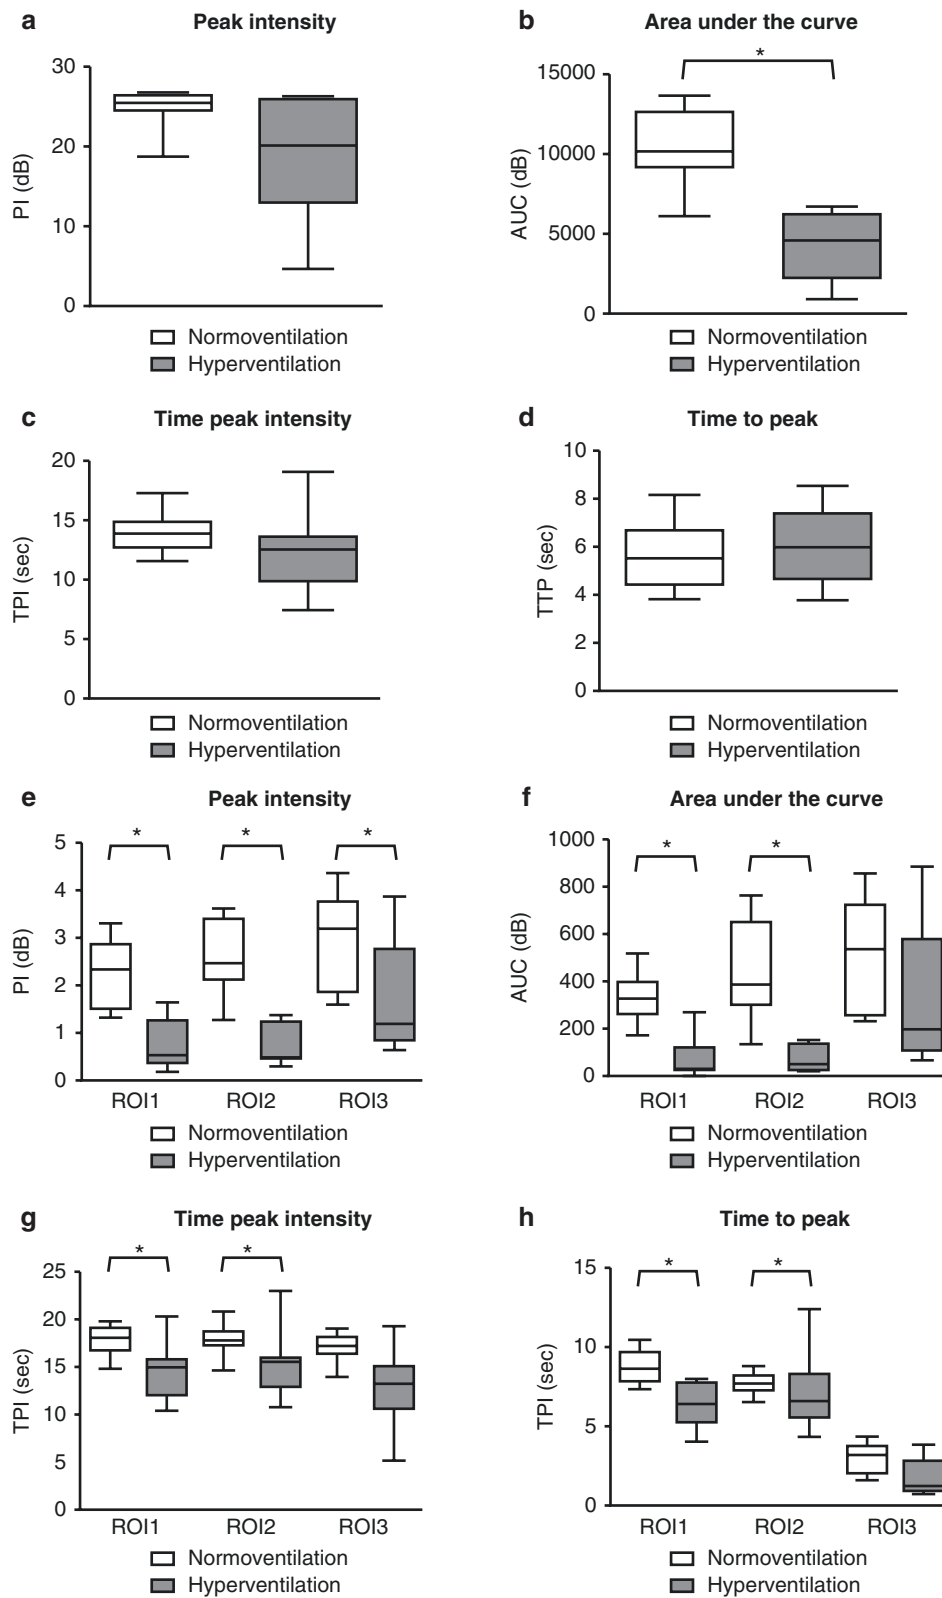 a Peak intensity
30
20
10
0
PI (dB)
Normoventilation
Hyperventilation
b Area under the curve
*
15000
10000
5000
0
AUC (dB)
Normoventilation
Hyperventilation
c Time peak intensity
20
15
10
5
0
TPI (sec)
Normoventilation
Hyperventilation
d Time to peak
10
8
6
4
2
0
TTP (sec)
Normoventilation
Hyperventilation
e Peak intensity
* * *
5
4
3
2
1
0
PI (dB)
ROI1 ROI2 ROI3
Normoventilation
Hyperventilation
f Area under the curve
* *
1000
800
600
400
200
0
AUC (dB)
ROI1 ROI2 ROI3
Normoventilation
Hyperventilation
g Time peak intensity
* *
25
20
15
10
5
0
TPI (sec)
ROI1 ROI2 ROI3
Normoventilation
Hyperventilation
h Time to peak
* *
15
10
5
0
TPI (sec)
ROI1 ROI2 ROI3
Normoventilation
Hyperventilation